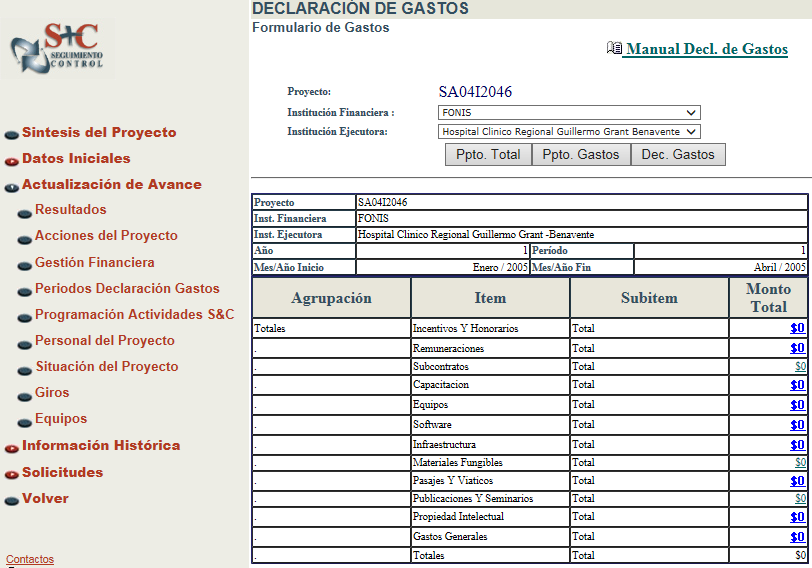 S+C
SEGUIMIENTO
CONTROL
Sintesis del Proyecto
Datos Iniciales
Actualización de Avance
Resultados
Acciones del Proyecto
Gestión Financiera
Periodos Declaración Gastos
Programación Actividades S&C
Personal del Proyecto
Situación del Proyecto
Giros
Equipos
Información Histórica
Solicitudes
Volver
Contactos
DECLARACIÓN DE GASTOS
Formulario de Gastos
Manual Decl. de Gastos
Proyecto: SA04I2046
Institución Financiera : FONIS
Institución Ejecutora: Hospital Clinico Regional Guillermo Grant Benavente
Ppto. Total Ppto. Gastos Dec. Gastos
Proyecto SA04I2046
Inst. Financiera FONIS
Inst. Ejecutora Hospital Clinico Regional Guillermo Grant -Benavente
Año 1 Período 1
Mes/Año Inicio Enero / 2005 Mes/Año Fin Abril / 2005
Agrupación Item Subitem Monto Total
Totales Incentivos Y Honorarios Total $0
. Remuneraciones Total $0
. Subcontratos Total $0
. Capacitacion Total $0
. Equipos Total $0
. Software Total $0
. Infraestructura Total $0
. Materiales Fungibles Total $0
. Pasajes Y Viaticos Total $0
. Publicaciones Y Seminarios Total $0
. Propiedad Intelectual Total $0
. Gastos Generales Total $0
. Totales Total $0